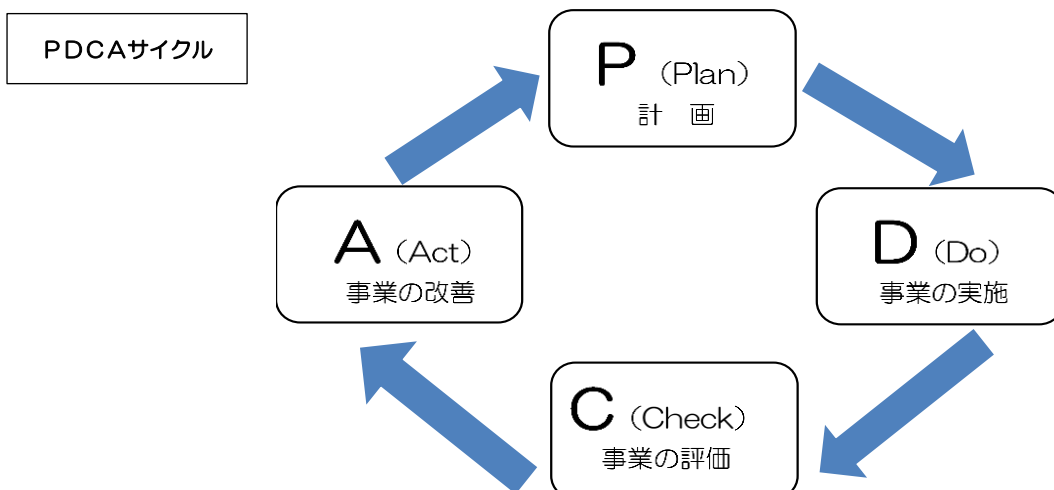 PDCAサイクル
P（Plan）
計　画
A（Act）
事業の改善
D（Do）
事業の実施
C（Check）
事業の評価